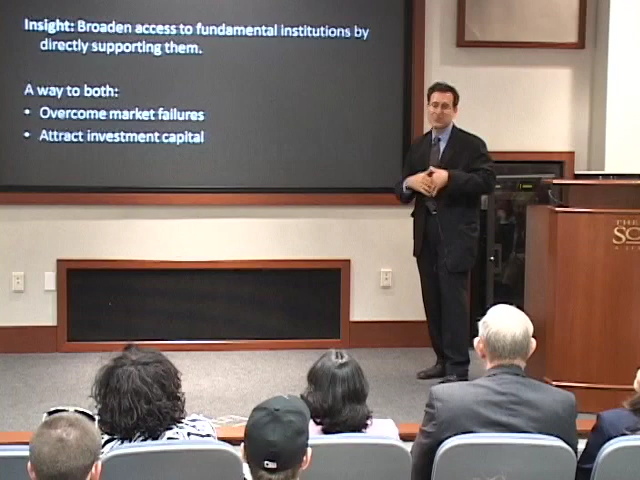 Insight: Broaden access to fundamental institutions by
directly supporting them.
A way to both:
• Overcome market failures
• Attract investment capital
THE